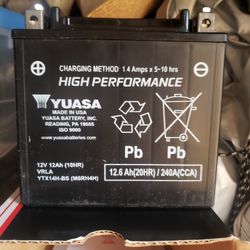 CHARGING METHOD 1.4 Amps x 5~10 hrs
HIGH PERFORMANCE
YUASA
MADE IN USA
YUASA BATTERY, INC.
READING, PA 19605
ISO 9000
yuasabatteries.com
Pb Pb
12V 12Ah (10HR)
VRLA
YTX14H-BS (M6RH4H)
12.6 Ah(20HR) / 240A(CCA)